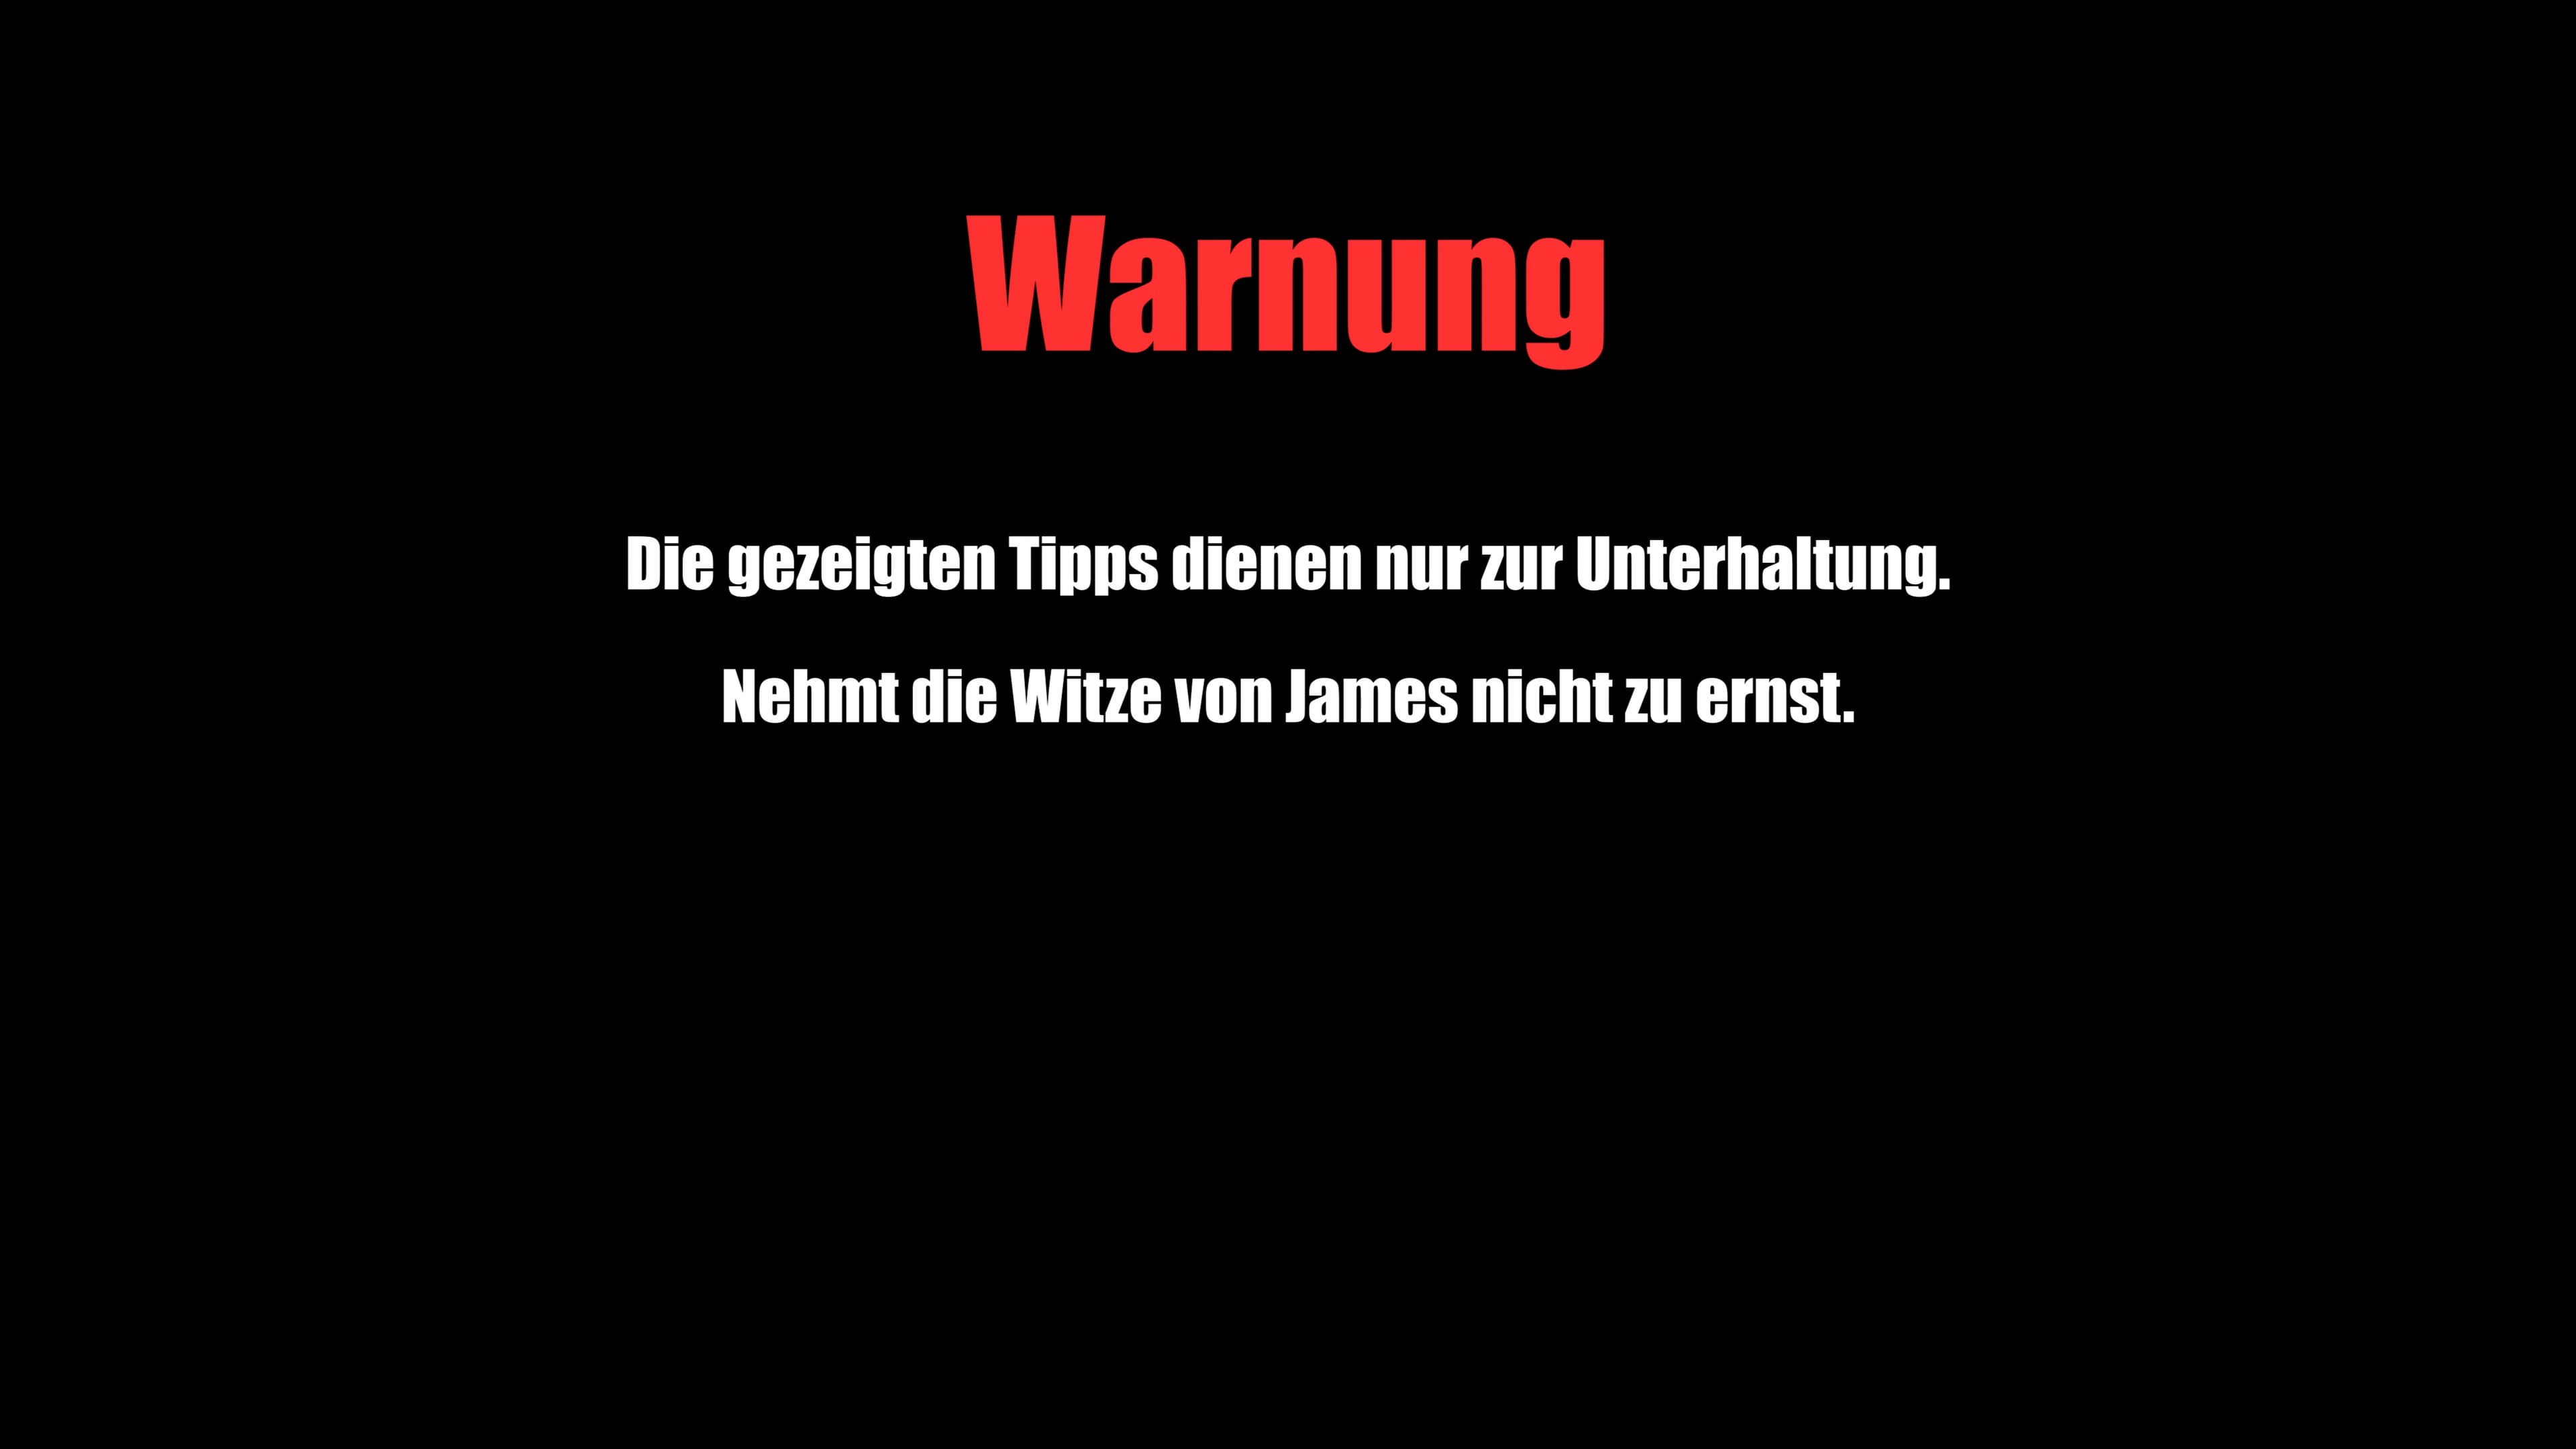 Warnung
Die gezeigten Tipps dienen nur zur Unterhaltung.
Nehmt die Witze von James nicht zu ernst.